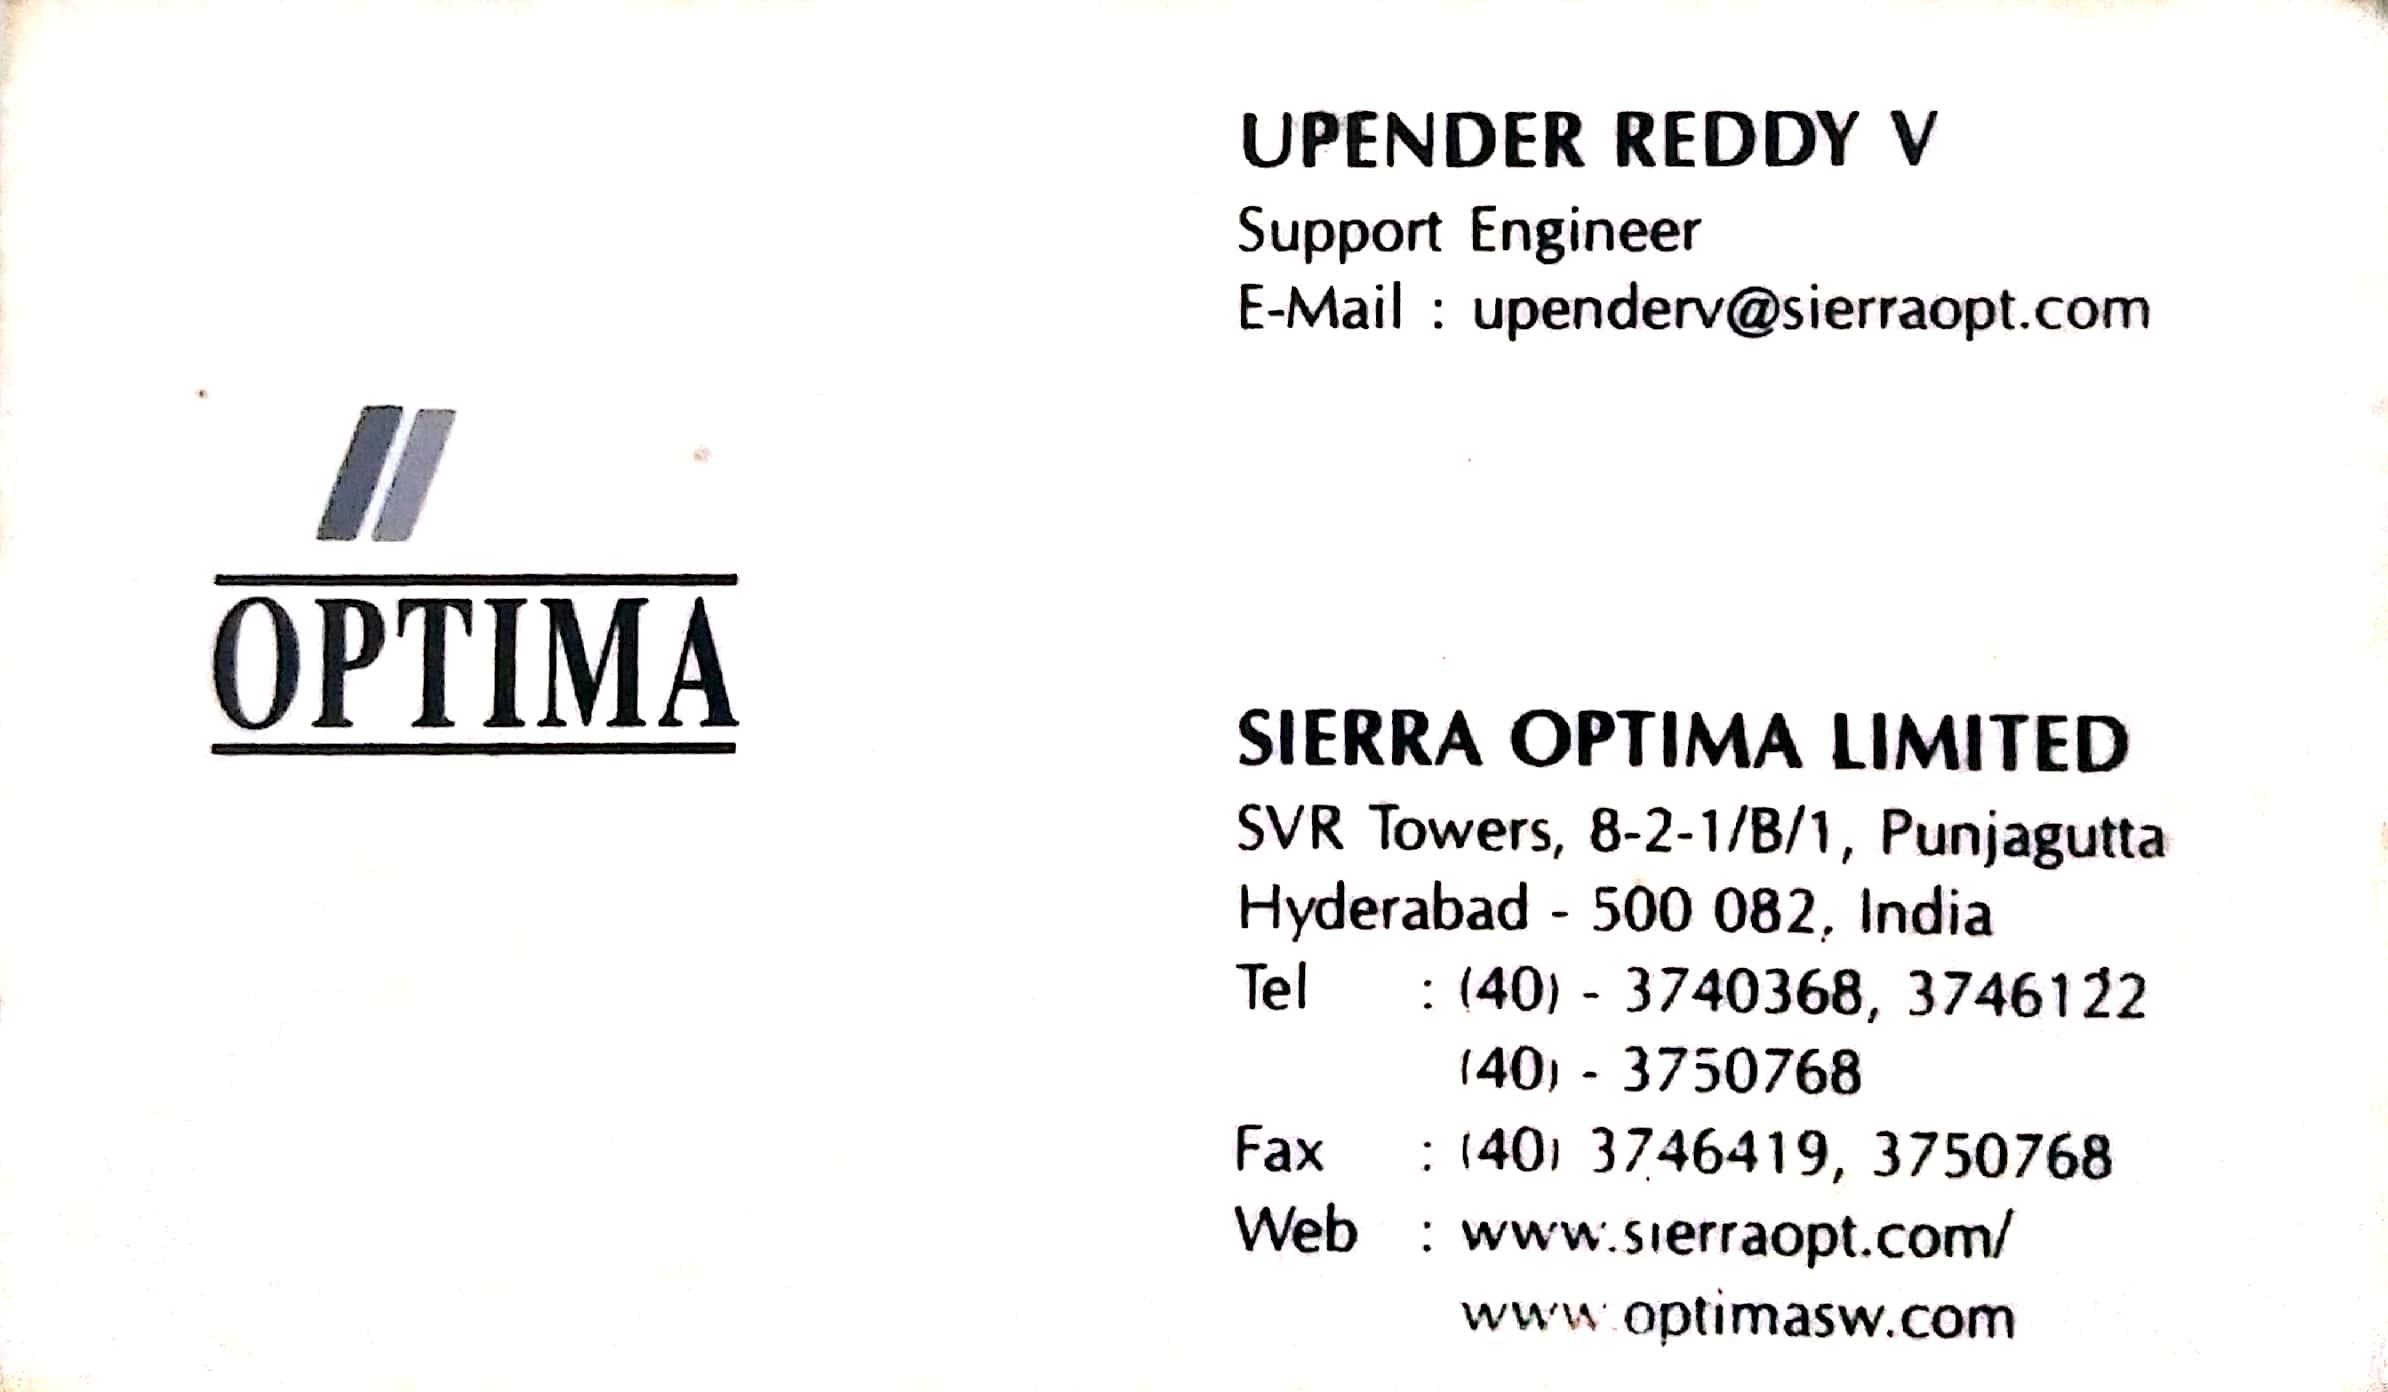 UPENDER REDDY V
Support Engineer
E-Mail : upenderv@sierraopt.com
OPTIMA
SIERRA OPTIMA LIMITED
SVR Towers, 8-2-1/B/1, Punjagutta
Hyderabad - 500 082, India
Tel : (40) - 3740368, 3746122
(40) - 3750768
Fax : (40) 3746419, 3750768
Web : www.sierraopt.com/
www.optimasw.com